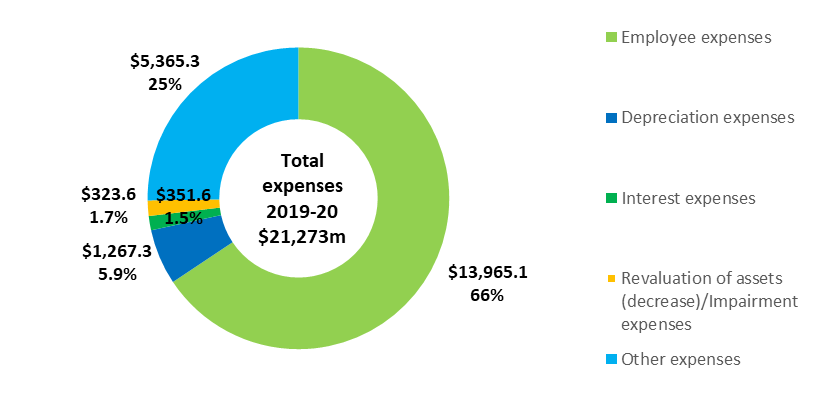 $5,365.3
25%
$323.6
1.7%
$351.6
1.5%
$1,267.3
5.9%
Total
expenses
2019-20
$21,273m
$13,965.1
66%
Employee expenses
Depreciation expenses
Interest expenses
Revaluation of assets
(decrease)/Impairment
expenses
Other expenses